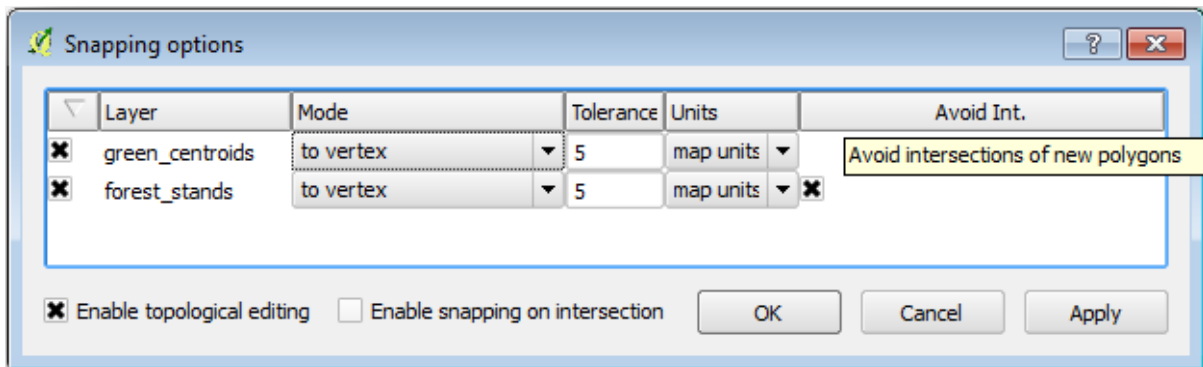 Snapping options
Layer Mode Tolerance Units Avoid Int.
green_centroids to vertex 5 map units Avoid intersections of new polygons
forest_stands to vertex 5 map units
Enable topological editing Enable snapping on intersection OK Cancel Apply